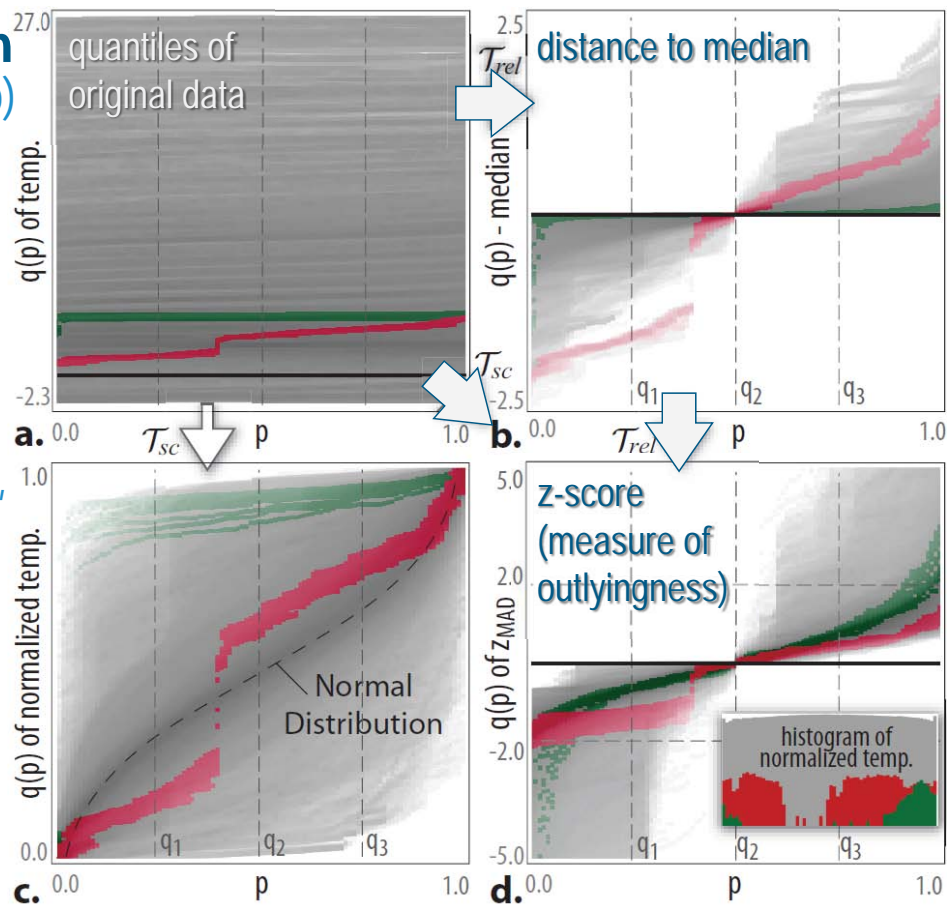 n
)
27.0
quantiles of
original data
q(p) of temp.
-2.3
a.
0.0
p
1.0
𝒯sc
2.5
𝒯rel
distance to median
q(p) - median
𝒯sc
-2.5
q1
q2
q3
b.
0.0
𝒯rel
p
1.0
1.0
q(p) of normalized temp.
Normal
Distribution
0.0
q1
q2
q3
c.
0.0
p
1.0
5.0
z-score
(measure of
outlyingness)
2.0
q(p) of zMAD
-2.0
histogram of
normalized temp.
-5.0
q1
q2
q3
d.
0.0
p
1.0